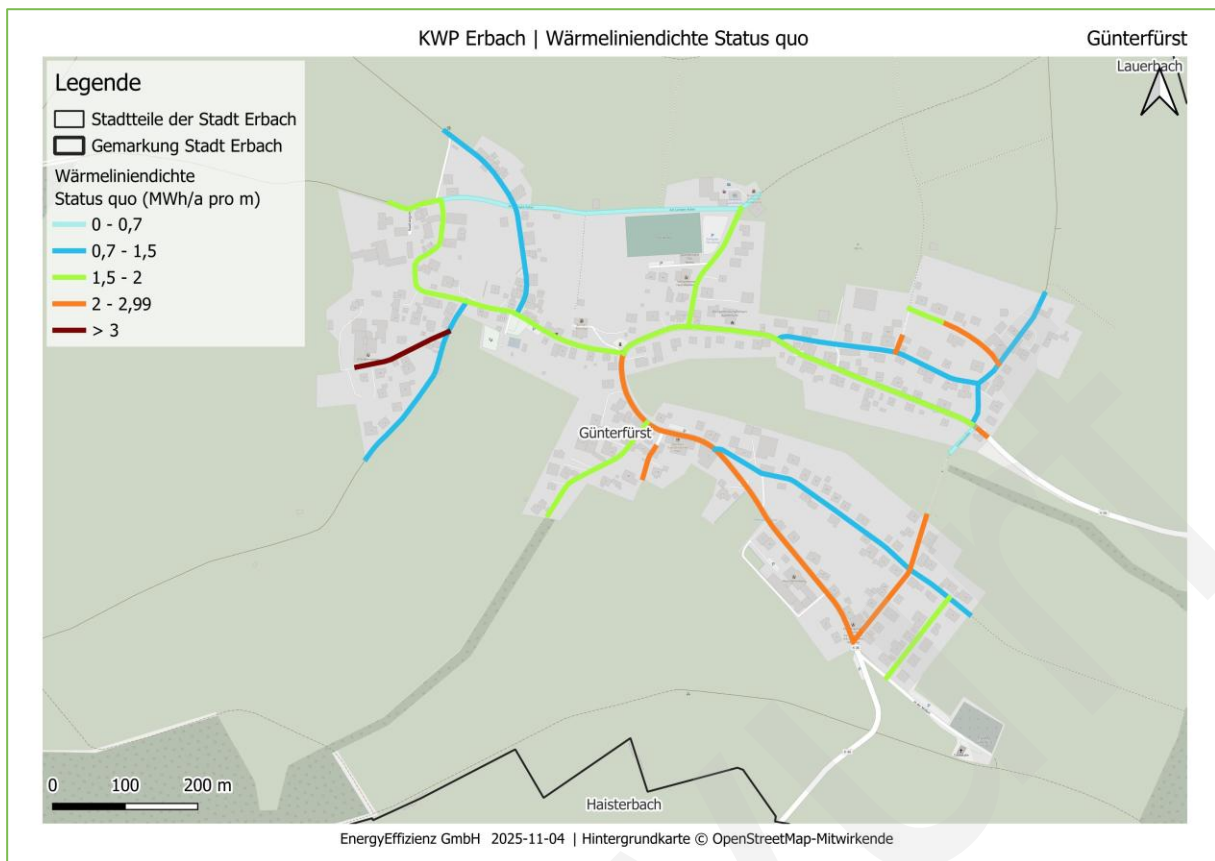 KWP Erbach | Wärmeliniendichte Status quo
Günterfürst
Lauerbach
Legende
Stadtteile der Stadt Erbach
Gemarkung Stadt Erbach
Wärmeliniendichte
Status quo (MWh/a pro m)
0 - 0,7
0,7 - 1,5
1,5 - 2
2 - 2,99
> 3
Günterfürst
Haisterbach
0 100 200 m
EnergyEffizienz GmbH 2025-11-04 | Hintergrundkarte © OpenStreetMap-Mitwirkende